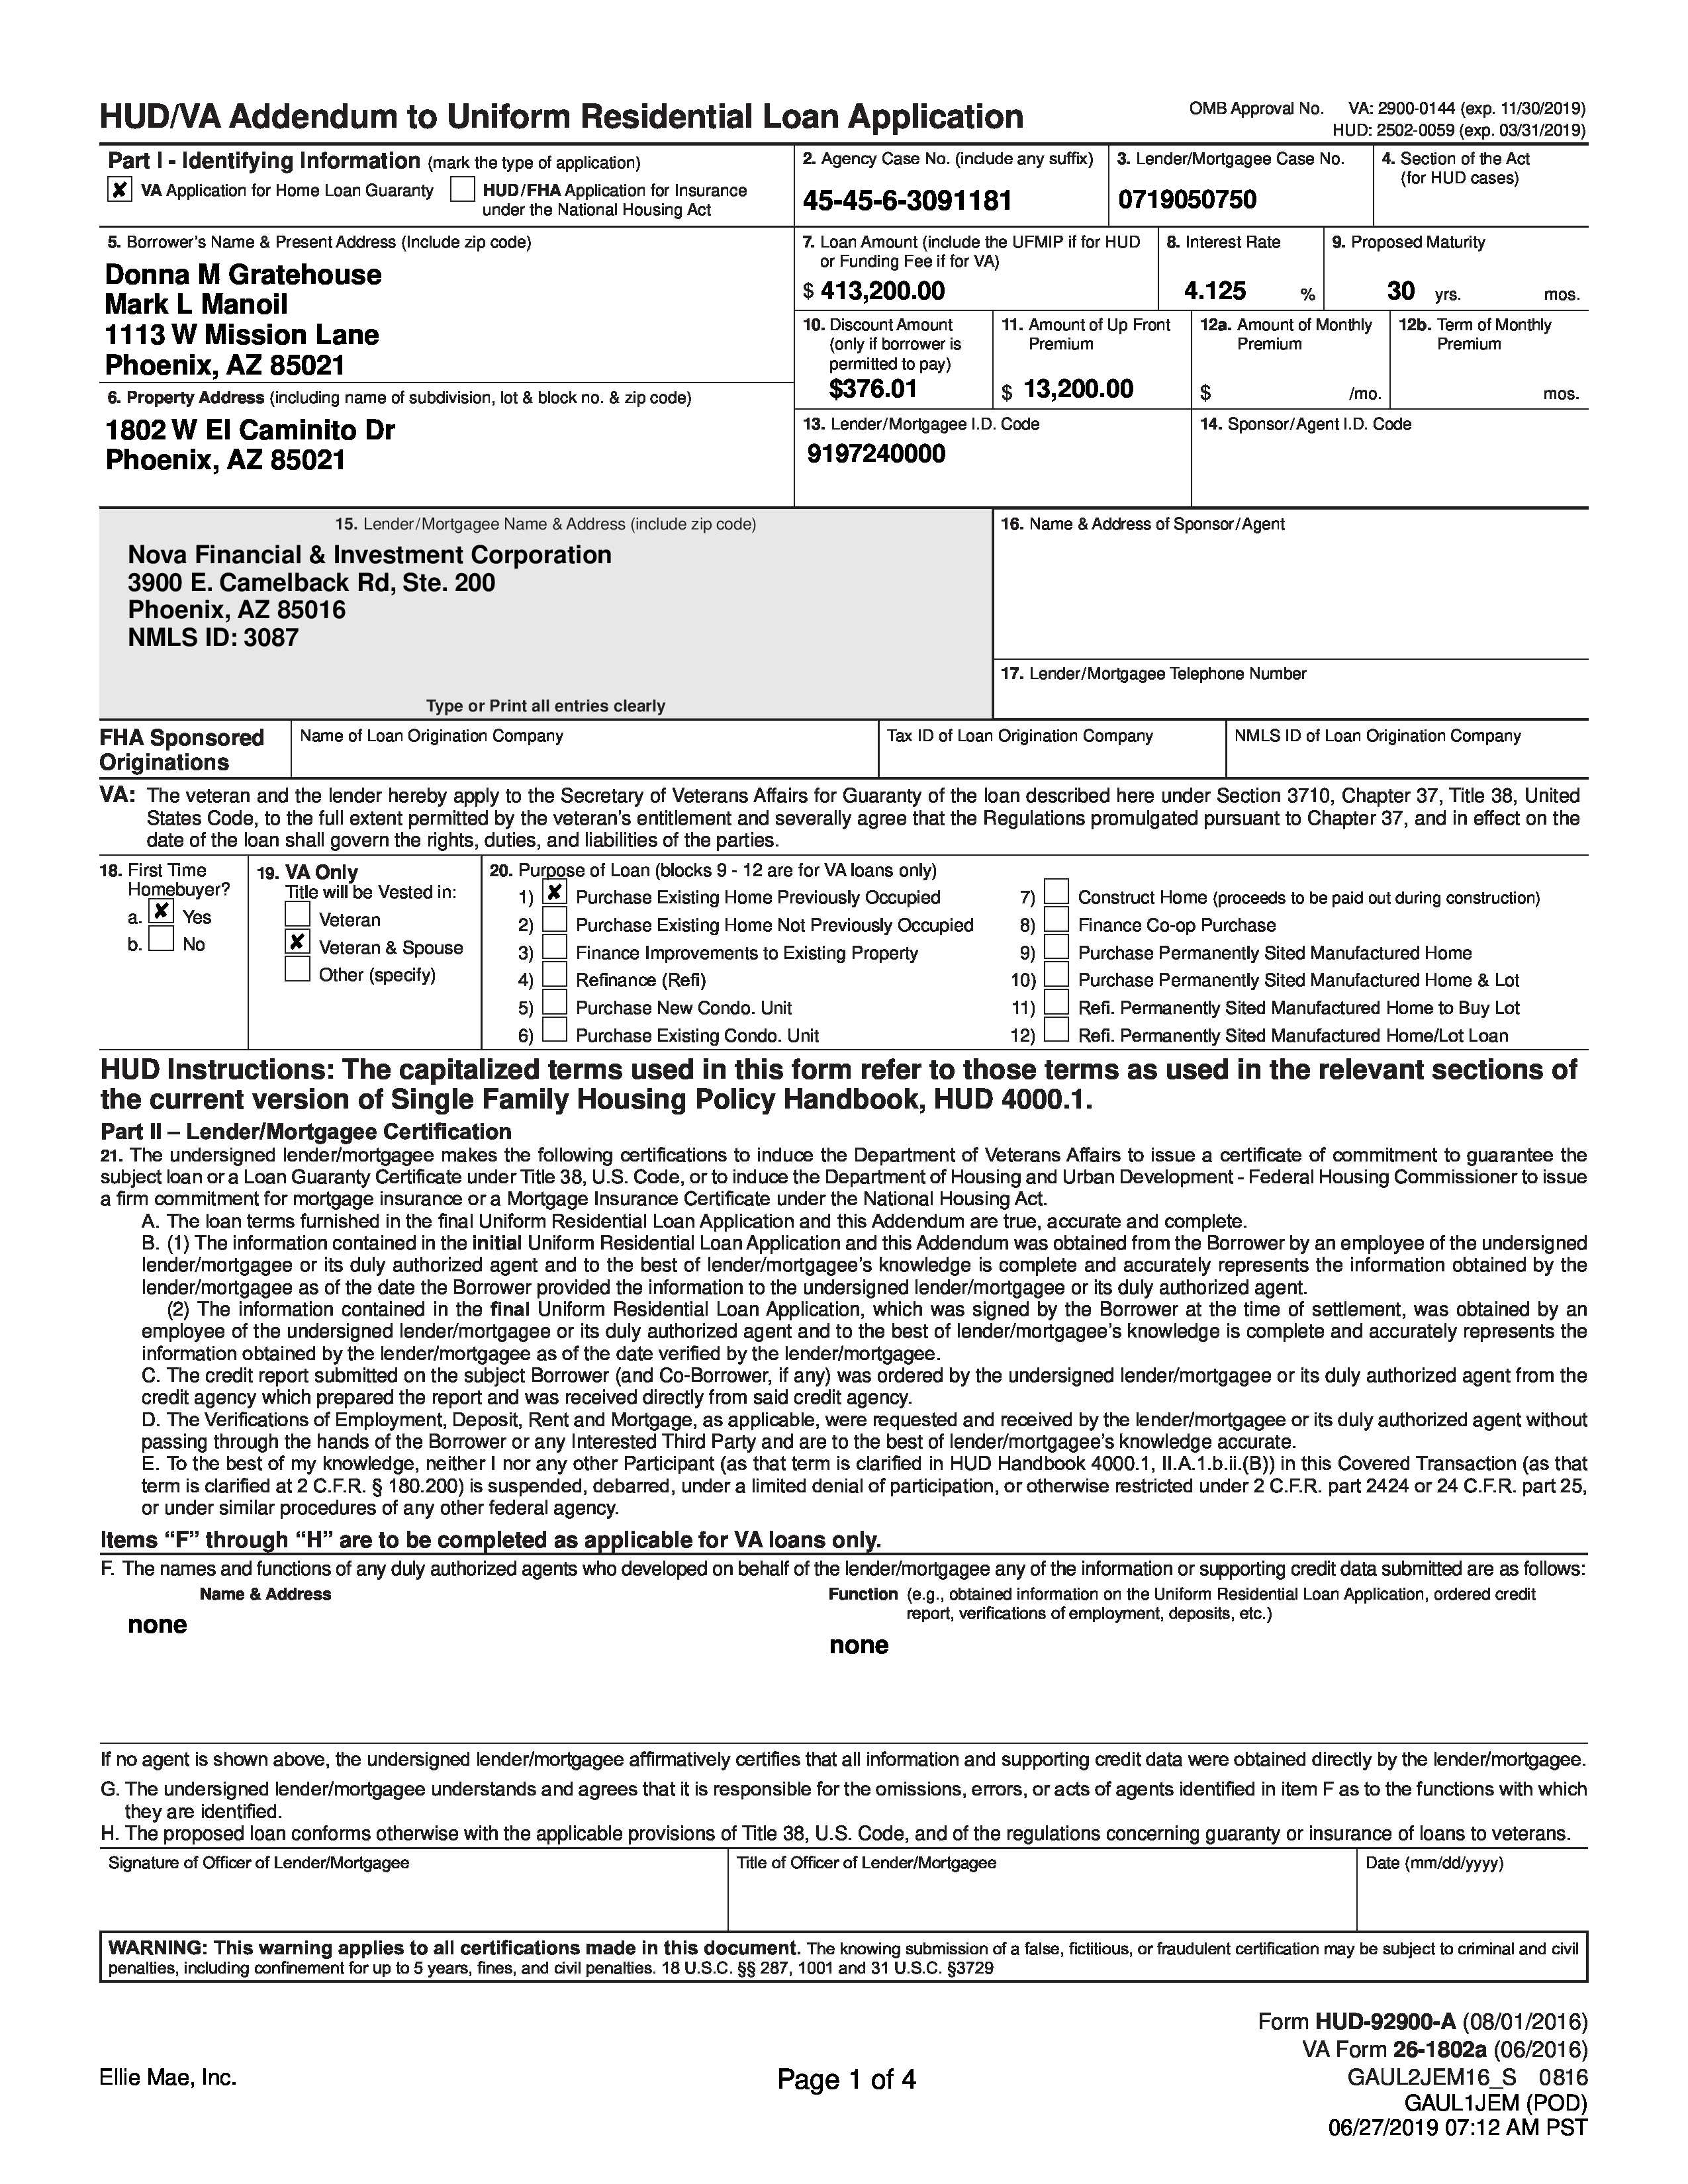 HUD/VA Addendum to Uniform Residential Loan Application
OMB Approval No. VA: 2900-0144 (exp. 11/30/2019)
HUD: 2502-0059 (exp. 03/31/2019)
Part I - Identifying Information (mark the type of application)
✘ VA Application for Home Loan Guaranty HUD/FHA Application for Insurance
under the National Housing Act
2. Agency Case No. (include any suffix)
45-45-6-3091181
3. Lender/Mortgagee Case No.
0719050750
4. Section of the Act
(for HUD cases)
5. Borrower's Name & Present Address (Include zip code)
Donna M Gratehouse
Mark L Manoil
1113 W Mission Lane
Phoenix, AZ 85021
7. Loan Amount (include the UFMIP if for HUD
or Funding Fee if for VA)
$ 413,200.00
8. Interest Rate
4.125 %
9. Proposed Maturity
30 yrs. mos.
10. Discount Amount
(only if borrower is
permitted to pay)
$376.01
11. Amount of Up Front
Premium
$ 13,200.00
12a. Amount of Monthly
Premium
$ /mo.
12b. Term of Monthly
Premium
mos.
6. Property Address (including name of subdivision, lot & block no. & zip code)
1802 W El Caminito Dr
Phoenix, AZ 85021
13. Lender/Mortgagee I.D. Code
9197240000
14. Sponsor/Agent I.D. Code
15. Lender/Mortgagee Name & Address (include zip code)
Nova Financial & Investment Corporation
3900 E. Camelback Rd, Ste. 200
Phoenix, AZ 85016
NMLS ID: 3087
Type or Print all entries clearly
16. Name & Address of Sponsor/Agent
17. Lender/Mortgagee Telephone Number
FHA Sponsored
Originations
Name of Loan Origination Company
Tax ID of Loan Origination Company
NMLS ID of Loan Origination Company
VA: The veteran and the lender hereby apply to the Secretary of Veterans Affairs for Guaranty of the loan described here under Section 3710, Chapter 37, Title 38, United
States Code, to the full extent permitted by the veteran's entitlement and severally agree that the Regulations promulgated pursuant to Chapter 37, and in effect on the
date of the loan shall govern the rights, duties, and liabilities of the parties.
18. First Time
Homebuyer?
a. ✘ Yes
b. No
19. VA Only
Title will be Vested in:
Veteran
✘ Veteran & Spouse
Other (specify)
20. Purpose of Loan (blocks 9 - 12 are for VA loans only)
1) ✘ Purchase Existing Home Previously Occupied
2) Purchase Existing Home Not Previously Occupied
3) Finance Improvements to Existing Property
4) Refinance (Refi)
5) Purchase New Condo. Unit
6) Purchase Existing Condo. Unit
7) Construct Home (proceeds to be paid out during construction)
8) Finance Co-op Purchase
9) Purchase Permanently Sited Manufactured Home
10) Purchase Permanently Sited Manufactured Home & Lot
11) Refi. Permanently Sited Manufactured Home to Buy Lot
12) Refi. Permanently Sited Manufactured Home/Lot Loan
HUD Instructions: The capitalized terms used in this form refer to those terms as used in the relevant sections of
the current version of Single Family Housing Policy Handbook, HUD 4000.1.
Part II – Lender/Mortgagee Certification
21. The undersigned lender/mortgagee makes the following certifications to induce the Department of Veterans Affairs to issue a certificate of commitment to guarantee the
subject loan or a Loan Guaranty Certificate under Title 38, U.S. Code, or to induce the Department of Housing and Urban Development - Federal Housing Commissioner to issue
a firm commitment for mortgage insurance or a Mortgage Insurance Certificate under the National Housing Act.
A. The loan terms furnished in the final Uniform Residential Loan Application and this Addendum are true, accurate and complete.
B. (1) The information contained in the initial Uniform Residential Loan Application and this Addendum was obtained from the Borrower by an employee of the undersigned
lender/mortgagee or its duly authorized agent and to the best of lender/mortgagee's knowledge is complete and accurately represents the information obtained by the
lender/mortgagee as of the date the Borrower provided the information to the undersigned lender/mortgagee or its duly authorized agent.
(2) The information contained in the final Uniform Residential Loan Application, which was signed by the Borrower at the time of settlement, was obtained by an
employee of the undersigned lender/mortgagee or its duly authorized agent and to the best of lender/mortgagee's knowledge is complete and accurately represents the
information obtained by the lender/mortgagee as of the date verified by the lender/mortgagee.
C. The credit report submitted on the subject Borrower (and Co-Borrower, if any) was ordered by the undersigned lender/mortgagee or its duly authorized agent from the
credit agency which prepared the report and was received directly from said credit agency.
D. The Verifications of Employment, Deposit, Rent and Mortgage, as applicable, were requested and received by the lender/mortgagee or its duly authorized agent without
passing through the hands of the Borrower or any Interested Third Party and are to the best of lender/mortgagee's knowledge accurate.
E. To the best of my knowledge, neither I nor any other Participant (as that term is clarified in HUD Handbook 4000.1, II.A.1.b.ii.(B)) in this Covered Transaction (as that
term is clarified at 2 C.F.R. § 180.200) is suspended, debarred, under a limited denial of participation, or otherwise restricted under 2 C.F.R. part 2424 or 24 C.F.R. part 25,
or under similar procedures of any other federal agency.
Items “F” through “H” are to be completed as applicable for VA loans only.
F. The names and functions of any duly authorized agents who developed on behalf of the lender/mortgagee any of the information or supporting credit data submitted are as follows:
Name & Address
none
Function (e.g., obtained information on the Uniform Residential Loan Application, ordered credit
report, verifications of employment, deposits, etc.)
none
If no agent is shown above, the undersigned lender/mortgagee affirmatively certifies that all information and supporting credit data were obtained directly by the lender/mortgagee.
G. The undersigned lender/mortgagee understands and agrees that it is responsible for the omissions, errors, or acts of agents identified in item F as to the functions with which
they are identified.
H. The proposed loan conforms otherwise with the applicable provisions of Title 38, U.S. Code, and of the regulations concerning guaranty or insurance of loans to veterans.
Signature of Officer of Lender/Mortgagee
Title of Officer of Lender/Mortgagee
Date (mm/dd/yyyy)
WARNING: This warning applies to all certifications made in this document. The knowing submission of a false, fictitious, or fraudulent certification may be subject to criminal and civil
penalties, including confinement for up to 5 years, fines, and civil penalties. 18 U.S.C. §§ 287, 1001 and 31 U.S.C. §3729
Form HUD-92900-A (08/01/2016)
VA Form 26-1802a (06/2016)
Ellie Mae, Inc.
Page 1 of 4
GAUL2JEM16_S 0816
GAUL1JEM (POD)
06/27/2019 07:12 AM PST